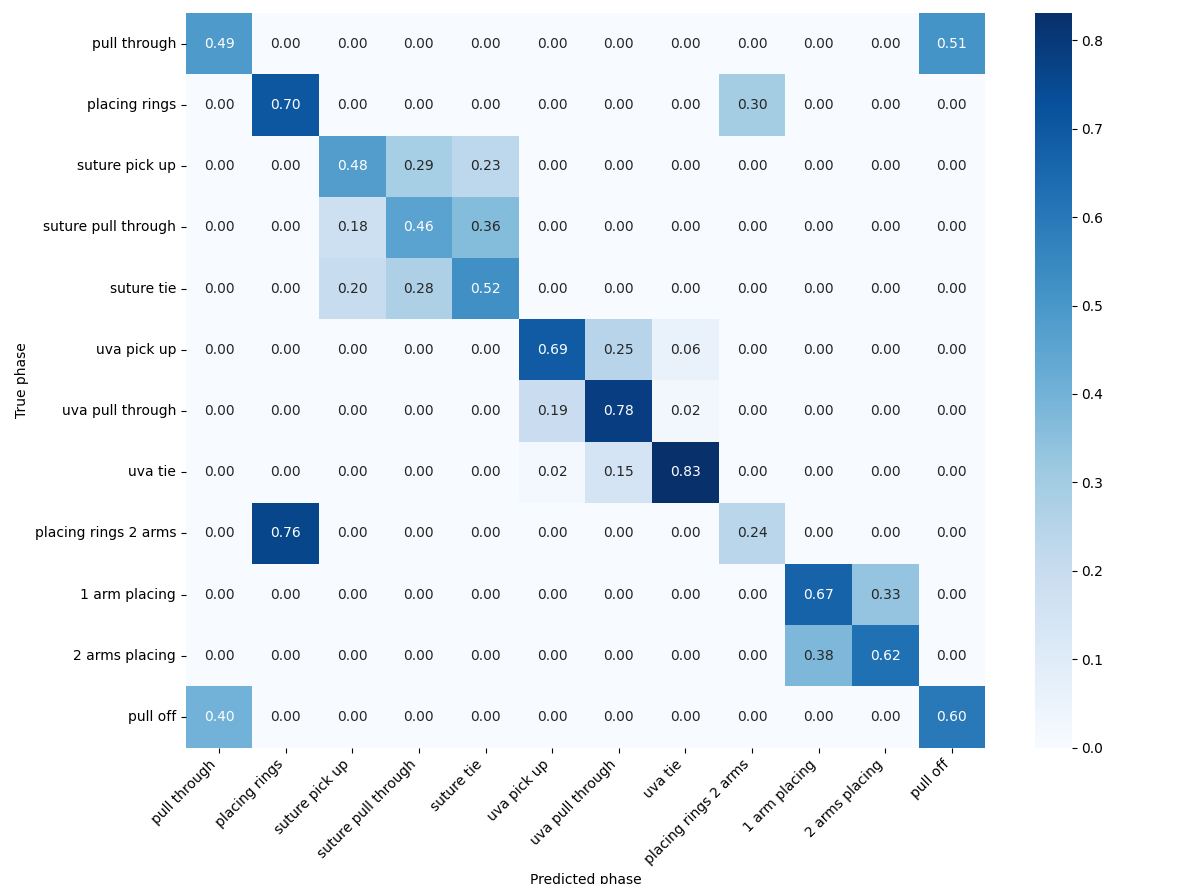 pull through 0.49 0.00 0.00 0.00 0.00 0.00 0.00 0.00 0.00 0.00 0.00 0.51
placing rings 0.00 0.70 0.00 0.00 0.00 0.00 0.00 0.00 0.30 0.00 0.00 0.00
suture pick up 0.00 0.00 0.48 0.29 0.23 0.00 0.00 0.00 0.00 0.00 0.00 0.00
suture pull through 0.00 0.00 0.18 0.46 0.36 0.00 0.00 0.00 0.00 0.00 0.00 0.00
suture tie 0.00 0.00 0.20 0.28 0.52 0.00 0.00 0.00 0.00 0.00 0.00 0.00
uva pick up 0.00 0.00 0.00 0.00 0.00 0.69 0.25 0.06 0.00 0.00 0.00 0.00
uva pull through 0.00 0.00 0.00 0.00 0.00 0.19 0.78 0.02 0.00 0.00 0.00 0.00
uva tie 0.00 0.00 0.00 0.00 0.00 0.02 0.15 0.83 0.00 0.00 0.00 0.00
placing rings 2 arms 0.00 0.76 0.00 0.00 0.00 0.00 0.00 0.00 0.24 0.00 0.00 0.00
1 arm placing 0.00 0.00 0.00 0.00 0.00 0.00 0.00 0.00 0.00 0.67 0.33 0.00
2 arms placing 0.00 0.00 0.00 0.00 0.00 0.00 0.00 0.00 0.00 0.38 0.62 0.00
pull off 0.40 0.00 0.00 0.00 0.00 0.00 0.00 0.00 0.00 0.00 0.00 0.60
True phase
pull through
placing rings
suture pick up
suture pull through
suture tie
uva pick up
uva pull through
uva tie
placing rings 2 arms
1 arm placing
2 arms placing
pull off
Predicted phase
0.8
0.7
0.6
0.5
0.4
0.3
0.2
0.1
0.0